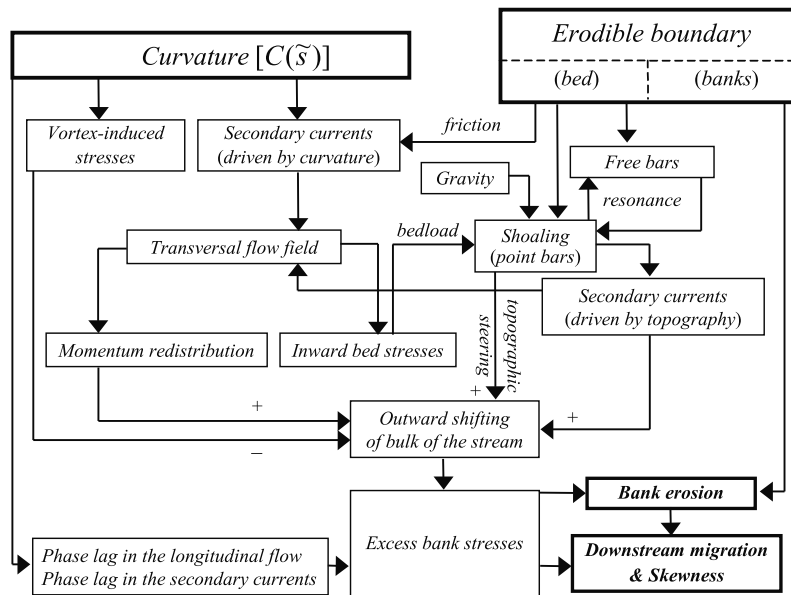 Erodible boundary
Curvature [C(s̃)]
(bed)
(banks)
Vortex-induced
stresses
Secondary currents
(driven by curvature)
friction
Free bars
Gravity
resonance
bedload
Shoaling
(point bars)
Transversal flow field
Secondary currents
(driven by topography)
topographic
steering
Momentum redistribution
Inward bed stresses
+
+
+
−
Outward shifting
of bulk of the stream
Bank erosion
Excess bank stresses
Phase lag in the longitudinal flow
Phase lag in the secondary currents
Downstream migration
& Skewness